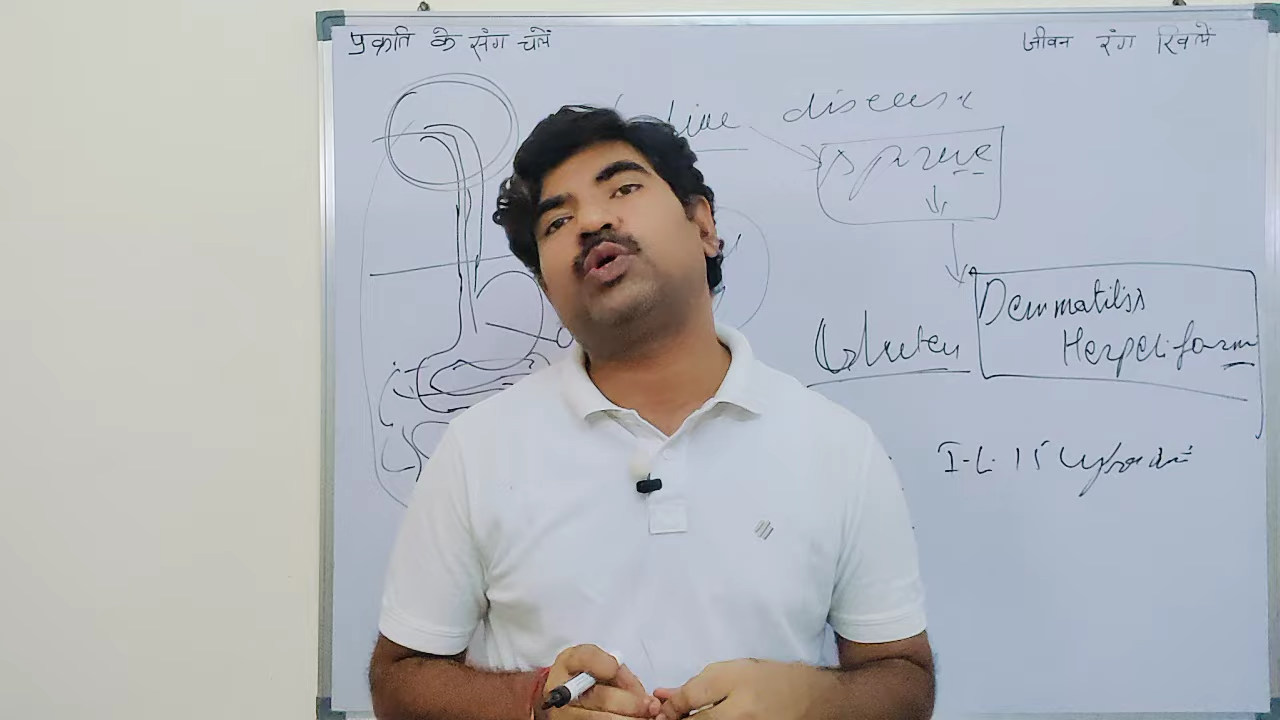 प्रकृति के संग चलें
जीवन रंग खिलें
disease
sprue
Dermatitis
Herpetiform
Gluten
I-L 15